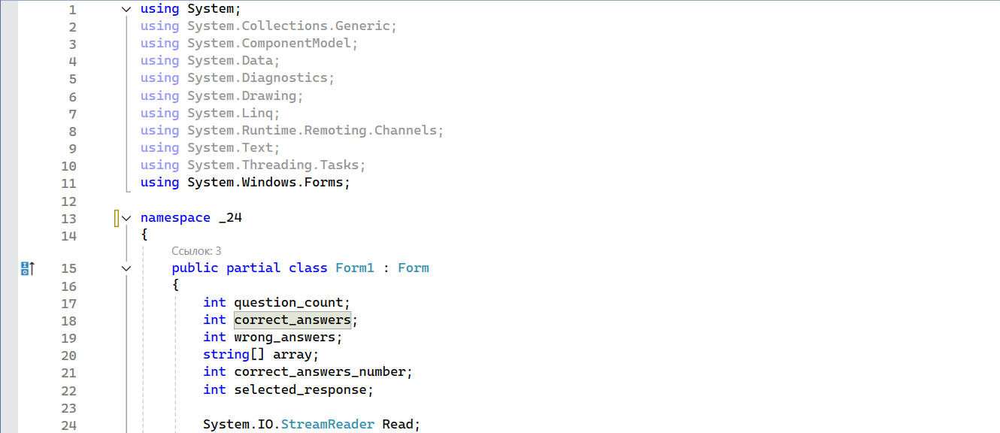 1 using System;
2 using System.Collections.Generic;
3 using System.ComponentModel;
4 using System.Data;
5 using System.Diagnostics;
6 using System.Drawing;
7 using System.Linq;
8 using System.Runtime.Remoting.Channels;
9 using System.Text;
10 using System.Threading.Tasks;
11 using System.Windows.Forms;
12
13 namespace _24
14 {
Ссылок: 3
15 public partial class Form1 : Form
16 {
17 int question_count;
18 int correct_answers;
19 int wrong_answers;
20 string[] array;
21 int correct_answers_number;
22 int selected_response;
23
24 System.IO.StreamReader Read;